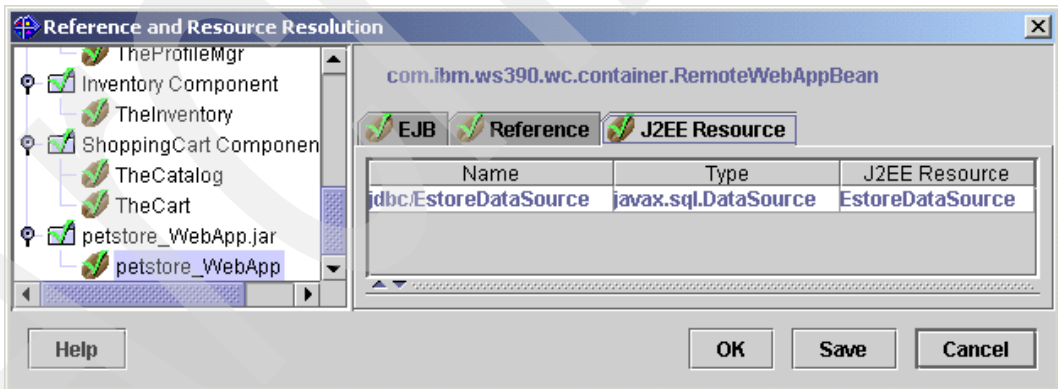 Reference and Resource Resolution
TheProfileMgr
Inventory Component
TheInventory
ShoppingCart Componen
TheCatalog
TheCart
petstore_WebApp.jar
petstore_WebApp
com.ibm.ws390.wc.container.RemoteWebAppBean
EJB Reference J2EE Resource
Name Type J2EE Resource
jdbc/EstoreDataSource javax.sql.DataSource EstoreDataSource
Help OK Save Cancel